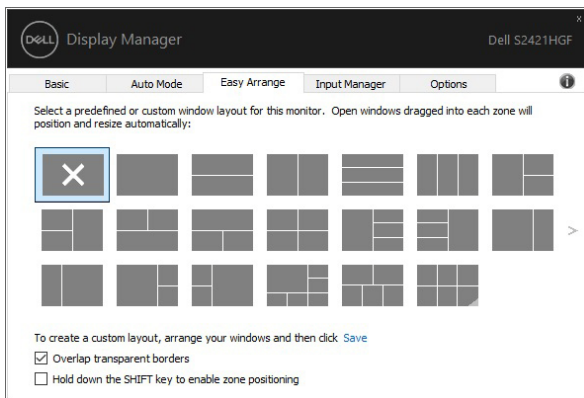 DELL Display Manager Dell S2421HGF
Basic Auto Mode Easy Arrange Input Manager Options
Select a predefined or custom window layout for this monitor. Open windows dragged into each zone will
position and resize automatically:
To create a custom layout, arrange your windows and then click Save
Overlap transparent borders
Hold down the SHIFT key to enable zone positioning